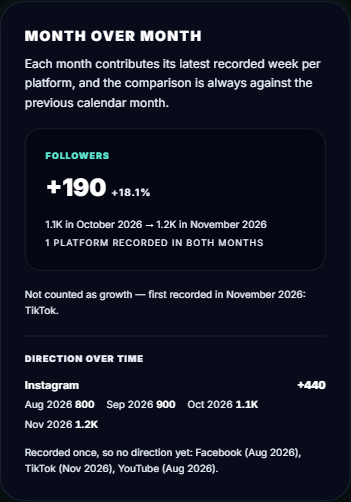 MONTH OVER MONTH
Each month contributes its latest recorded week per
platform, and the comparison is always against the
previous calendar month.
FOLLOWERS
+190 +18.1%
1.1K in October 2026 → 1.2K in November 2026
1 PLATFORM RECORDED IN BOTH MONTHS
Not counted as growth — first recorded in November 2026:
TikTok.
DIRECTION OVER TIME
Instagram +440
Aug 2026 800 Sep 2026 900 Oct 2026 1.1K
Nov 2026 1.2K
Recorded once, so no direction yet: Facebook (Aug 2026),
TikTok (Nov 2026), YouTube (Aug 2026).